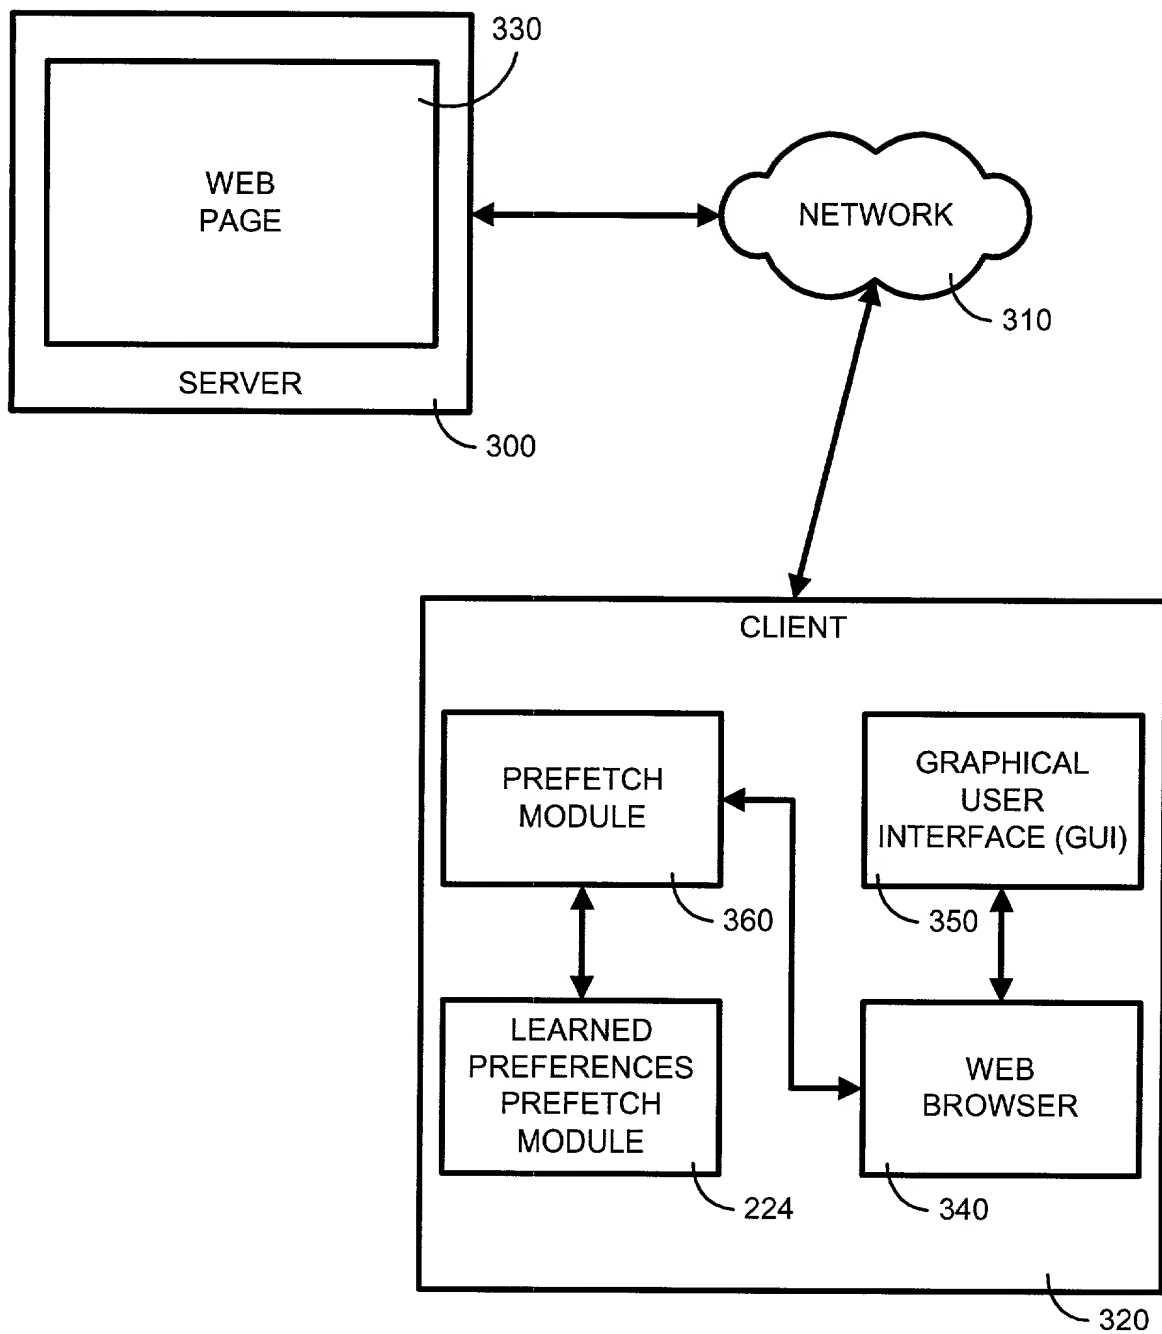 330
WEB
PAGE
NETWORK
310
SERVER
300
CLIENT
PREFETCH
MODULE
360
GRAPHICAL
USER
INTERFACE (GUI)
350
LEARNED
PREFERENCES
PREFETCH
MODULE
224
WEB
BROWSER
340
320